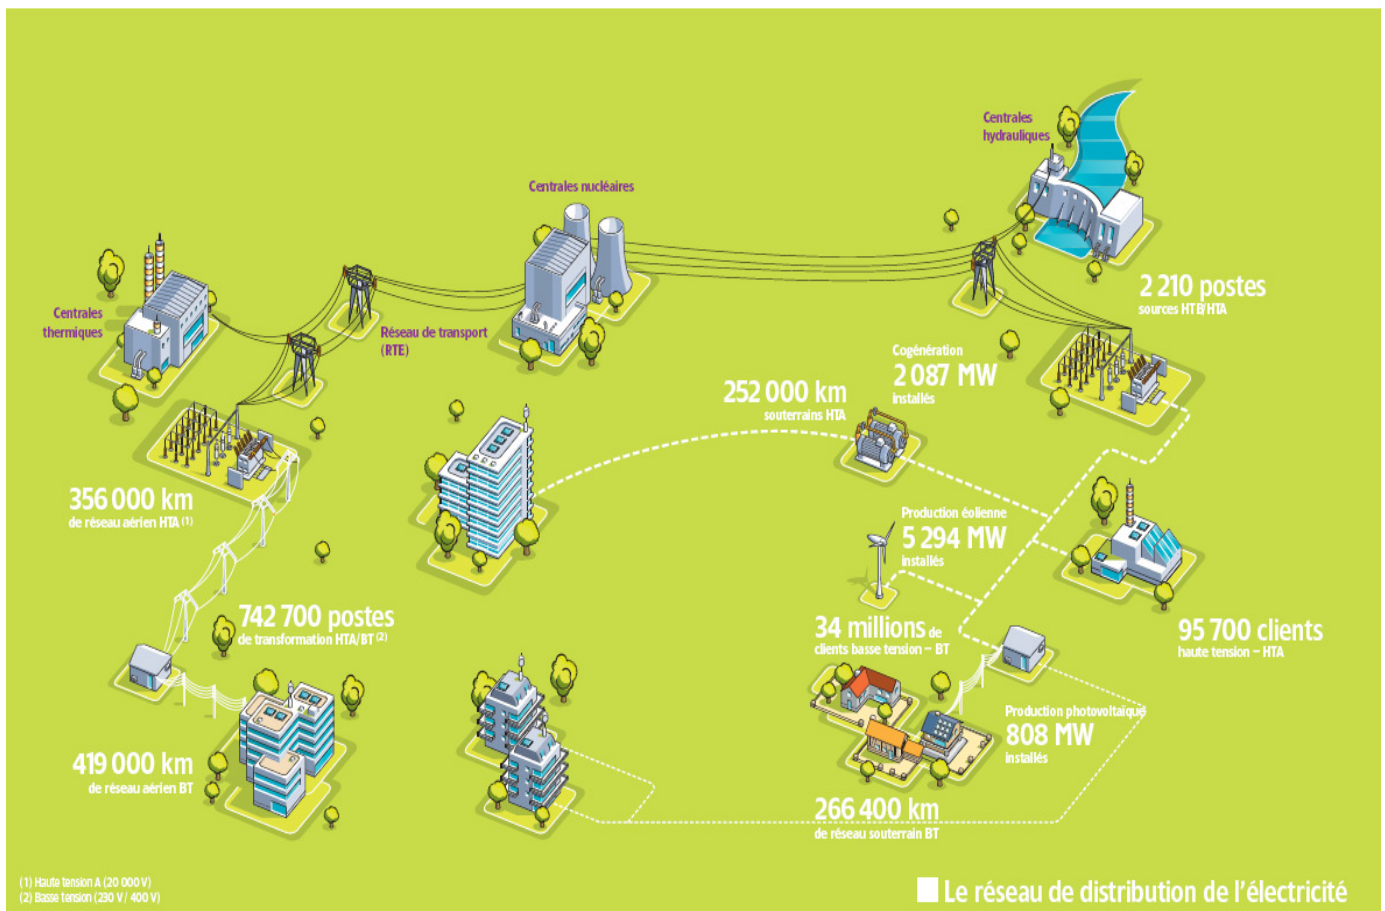 Centrales
hydrauliques
Centrales nucléaires
2 210 postes
sources HTB/HTA
Centrales
thermiques
Réseau de transport
(RTE)
Cogénération
2 087 MW
installés
252 000 km
souterrains HTA
356 000 km
de réseau aérien HTA (1)
Production éolienne
5 294 MW
installés
742 700 postes
de transformation HTA/BT (2)
34 millions de
clients basse tension – BT
95 700 clients
haute tension – HTA
Production photovoltaïque
808 MW
installés
419 000 km
de réseau aérien BT
266 400 km
de réseau souterrain BT
(1) Haute tension A (20 000 V)
(2) Basse tension (230 V / 400 V)
Le réseau de distribution de l'électricité